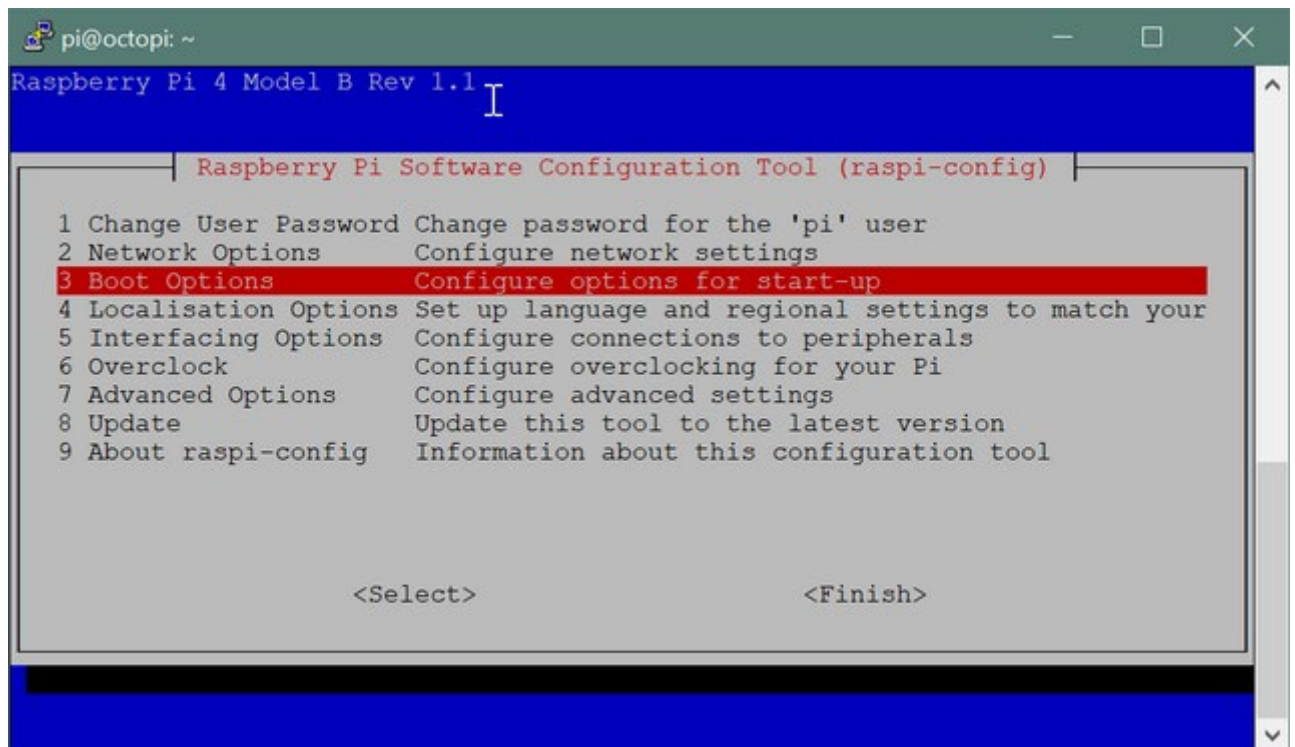 pi@octopi: ~
Raspberry Pi 4 Model B Rev 1.1
Raspberry Pi Software Configuration Tool (raspi-config)
1 Change User Password Change password for the 'pi' user
2 Network Options Configure network settings
3 Boot Options Configure options for start-up
4 Localisation Options Set up language and regional settings to match your
5 Interfacing Options Configure connections to peripherals
6 Overclock Configure overclocking for your Pi
7 Advanced Options Configure advanced settings
8 Update Update this tool to the latest version
9 About raspi-config Information about this configuration tool
<Select> <Finish>